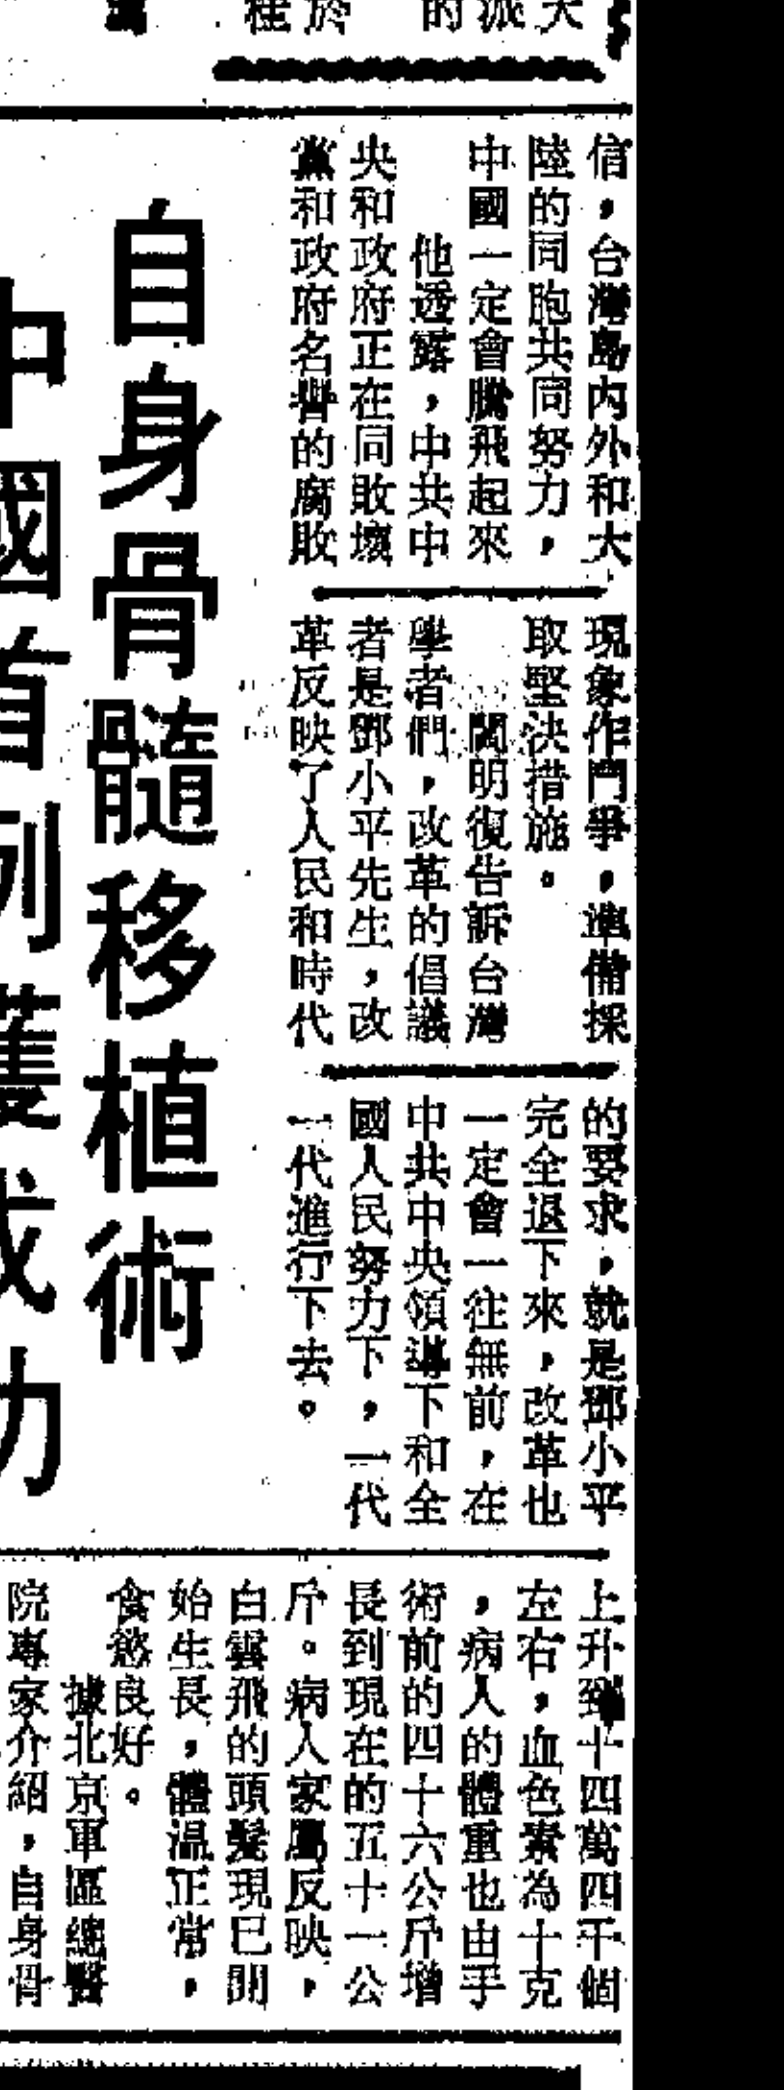 信，台灣島內外和大
陸的同胞共同努力，
中國一定會騰飛起來
他透露，中共中
央和政府正在同敗壞
黨和政府名譽的腐敗
現象作鬥爭，準備採
取堅決措施。
閻明復告訴台灣
學者們，改革的倡議
者是鄧小平先生，改
革反映了人民和時代
的要求，就是鄧小平
完全退下來，改革也
一定會一往無前，在
中共中央領導下和全
國人民努力下，一代
一代進行下去。
自身骨髓移植術
中國首例獲成功
上升到十四萬四千個
左右，血色素為十克
，病人的體重也由手
術前的四十六公斤增
長到現在的五十一公
斤。病人家屬反映，
白雲飛的頭髮現已開
始生長，體溫正常，
食慾良好。
據北京軍區總醫
院專家介紹，自身骨